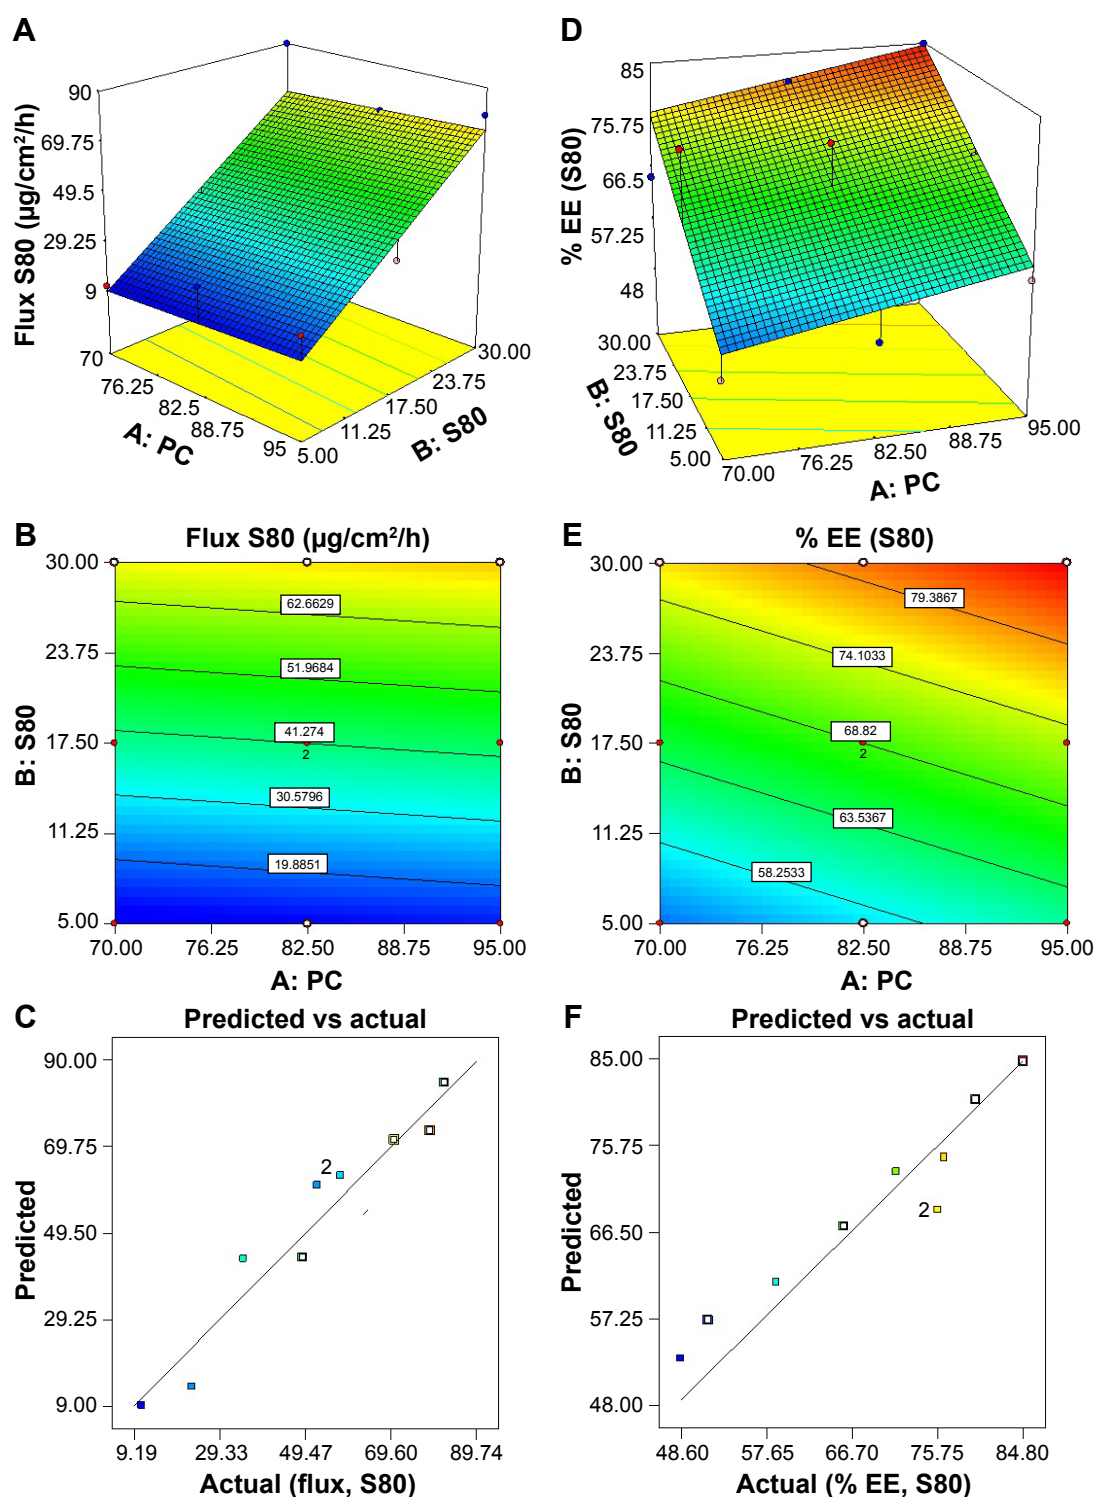 A
Flux S80 (µg/cm²/h)
90
69.75
49.5
29.25
9
70
76.25
82.5
88.75
95
A: PC
5.00
11.25
17.50
23.75
30.00
B: S80
D
% EE (S80)
85
75.75
66.5
57.25
48
30.00
23.75
17.50
11.25
5.00
B: S80
70.00
76.25
82.50
88.75
95.00
A: PC
B
Flux S80 (µg/cm²/h)
B: S80
30.00
23.75
17.50
11.25
5.00
62.6629
51.9684
41.274
2
30.5796
19.8851
70.00 76.25 82.50 88.75 95.00
A: PC
E
% EE (S80)
B: S80
30.00
23.75
17.50
11.25
5.00
79.3867
74.1033
68.82
2
63.5367
58.2533
70.00 76.25 82.50 88.75 95.00
A: PC
C
Predicted vs actual
Predicted
90.00
69.75
49.50
29.25
9.00
2
9.19 29.33 49.47 69.60 89.74
Actual (flux, S80)
F
Predicted vs actual
Predicted
85.00
75.75
66.50
57.25
48.00
2
48.60 57.65 66.70 75.75 84.80
Actual (% EE, S80)